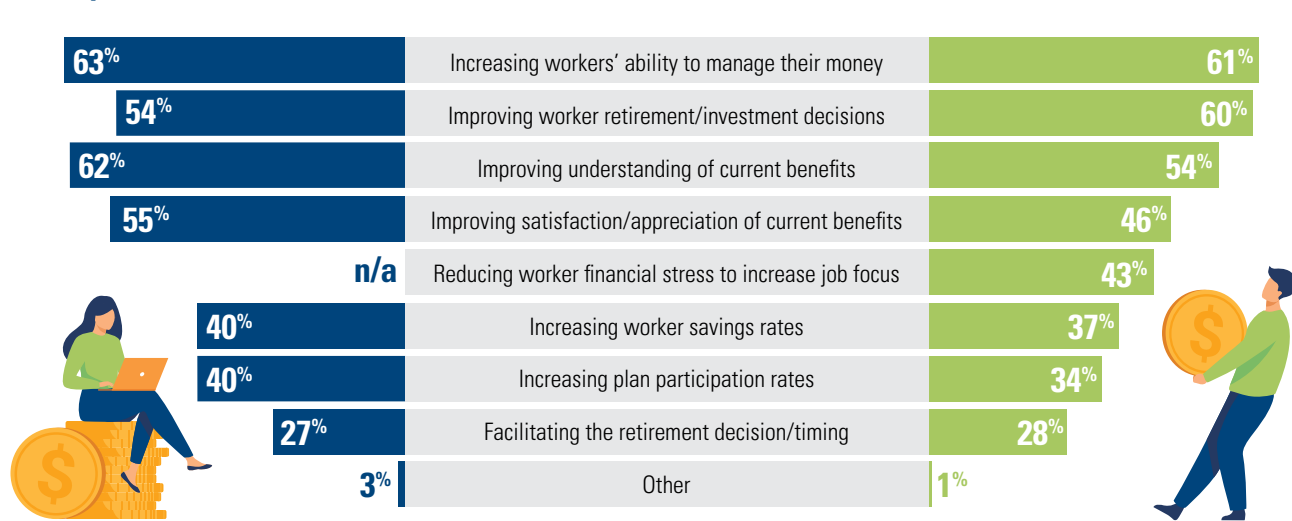 63% Increasing workers’ ability to manage their money 61%
54% Improving worker retirement/investment decisions 60%
62% Improving understanding of current benefits 54%
55% Improving satisfaction/appreciation of current benefits 46%
n/a Reducing worker financial stress to increase job focus 43%
40% Increasing worker savings rates 37%
40% Increasing plan participation rates 34%
27% Facilitating the retirement decision/timing 28%
3% Other 1%
$
$